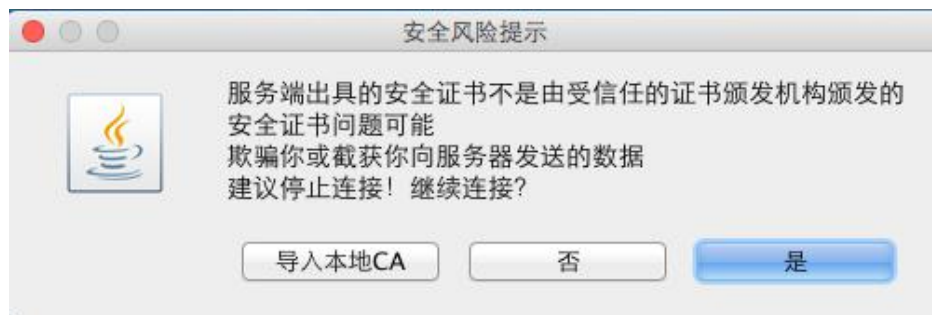 安全风险提示
服务端出具的安全证书不是由受信任的证书颁发机构颁发的
安全证书问题可能
欺骗你或截获你向服务器发送的数据
建议停止连接！继续连接?
导入本地CA
否
是